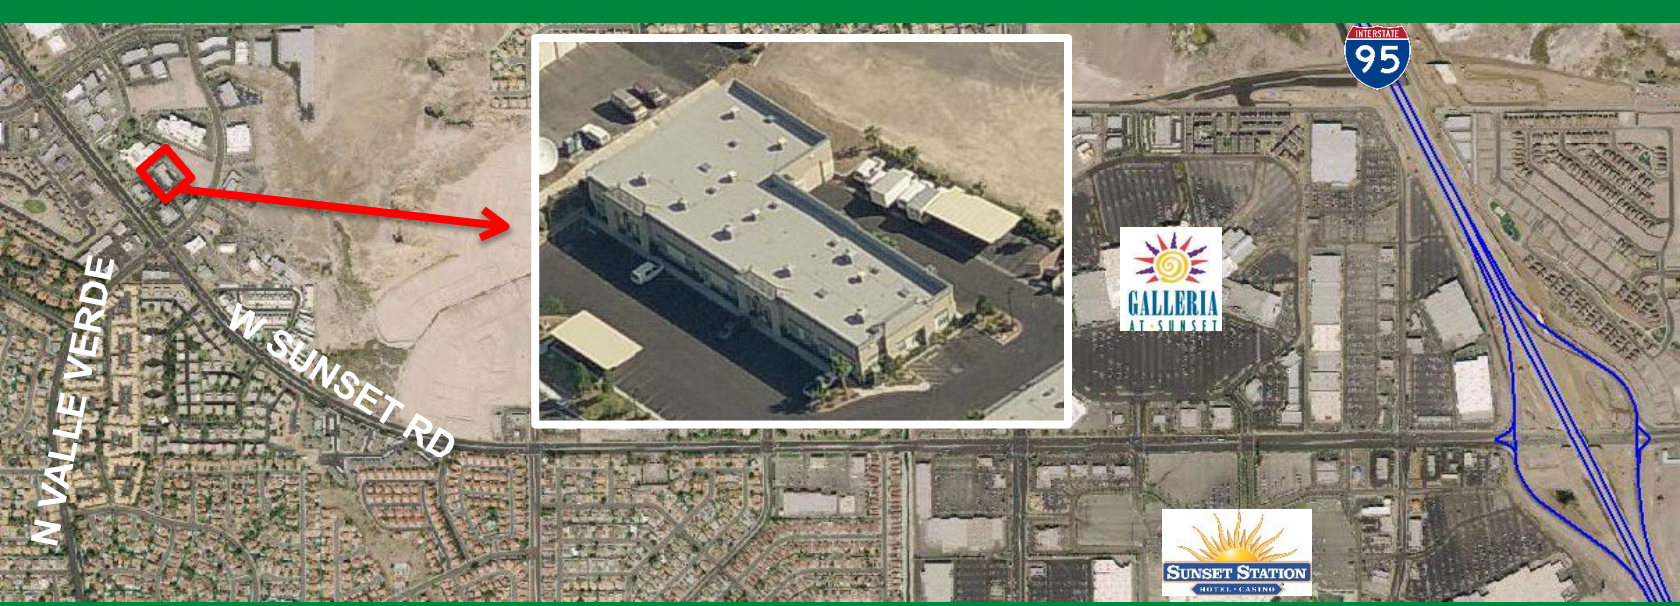 INTERSTATE
95
N VALLE VERDE
W SUNSET RD
GALLERIA
AT·SUNSET
SUNSET STATION
HOTEL·CASINO